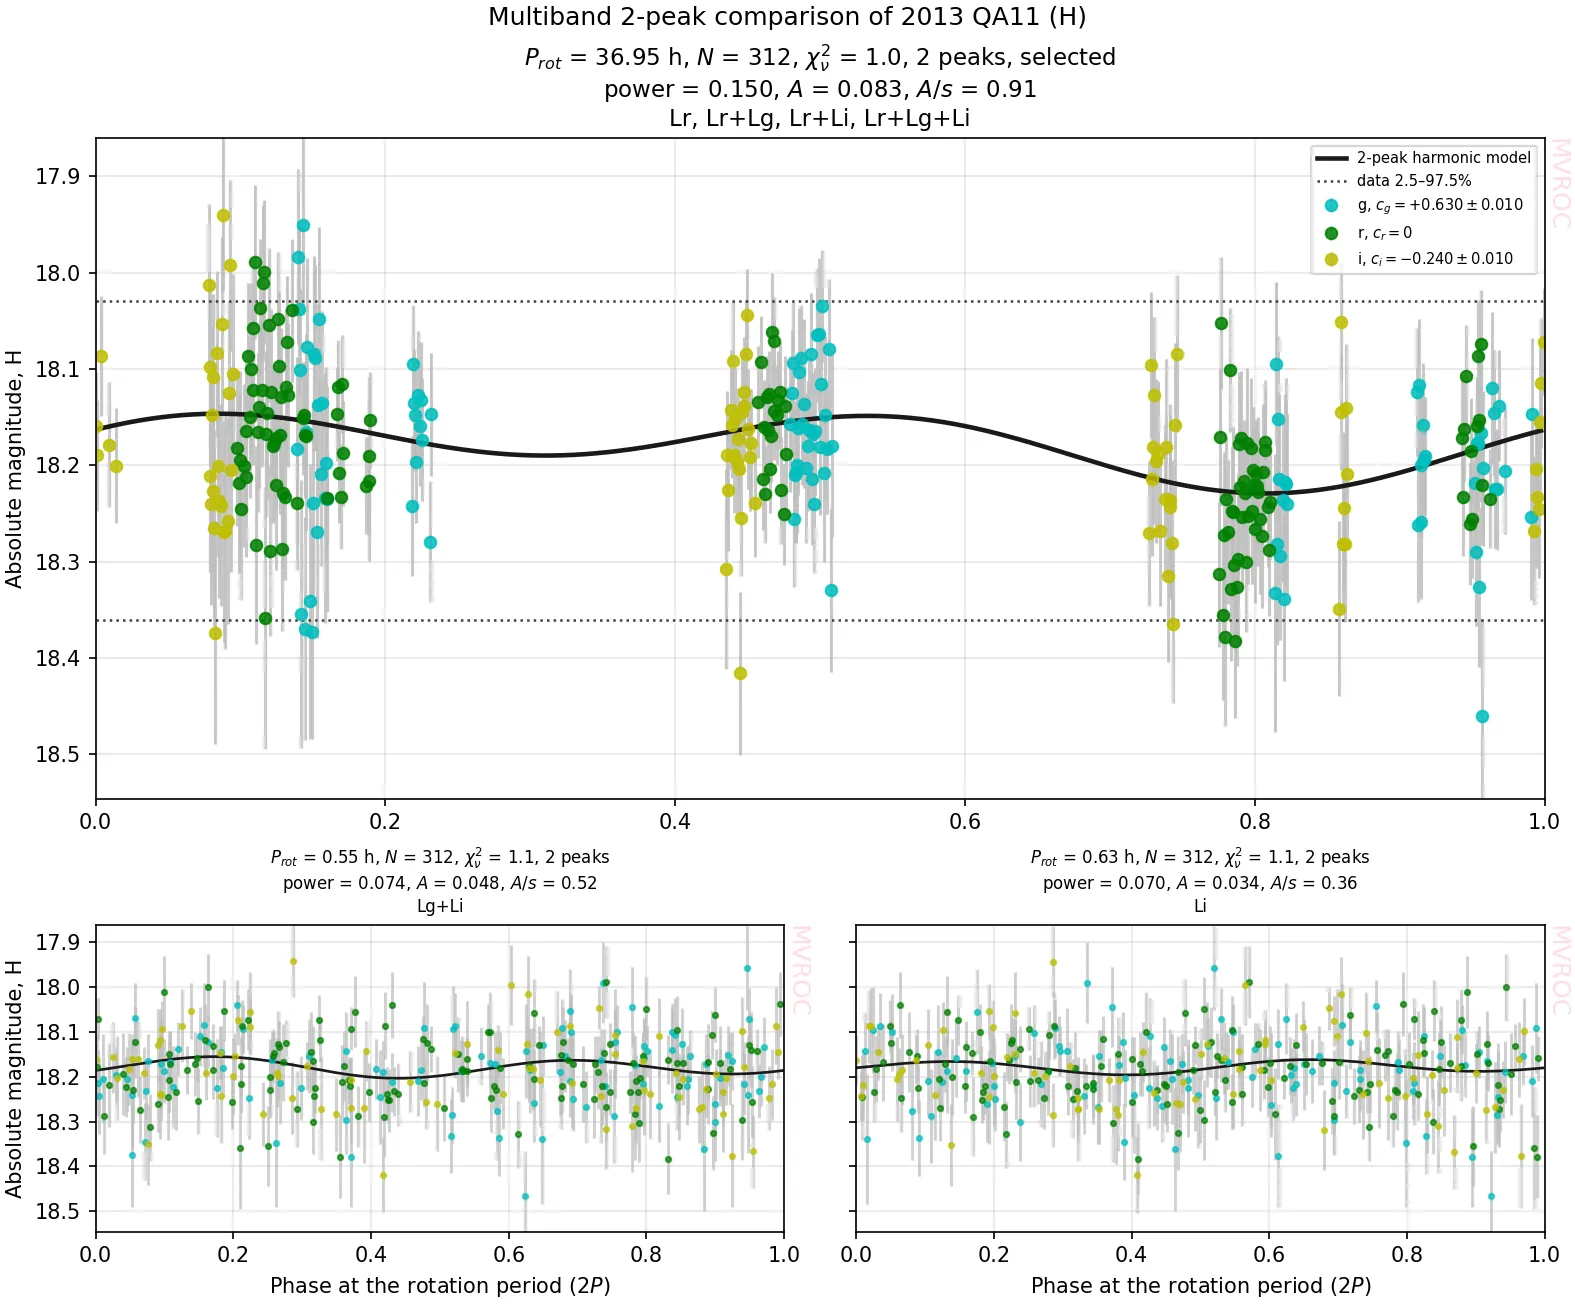 Multiband 2-peak comparison of 2013 QA11 (H)
P_rot = 36.95 h, N = 312, χ²_ν = 1.0, 2 peaks, selected
power = 0.150, A = 0.083, A/s = 0.91
Lr, Lr+Lg, Lr+Li, Lr+Lg+Li
MVROC
2-peak harmonic model
data 2.5–97.5%
g, c_g = +0.630 ± 0.010
r, c_r = 0
i, c_i = −0.240 ± 0.010
Absolute magnitude, H
17.9
18.0
18.1
18.2
18.3
18.4
18.5
0.0 0.2 0.4 0.6 0.8 1.0
P_rot = 0.55 h, N = 312, χ²_ν = 1.1, 2 peaks
power = 0.074, A = 0.048, A/s = 0.52
Lg+Li
MVROC
Absolute magnitude, H
17.9
18.0
18.1
18.2
18.3
18.4
18.5
0.0 0.2 0.4 0.6 0.8 1.0
Phase at the rotation period (2P)
P_rot = 0.63 h, N = 312, χ²_ν = 1.1, 2 peaks
power = 0.070, A = 0.034, A/s = 0.36
Li
MVROC
0.0 0.2 0.4 0.6 0.8 1.0
Phase at the rotation period (2P)